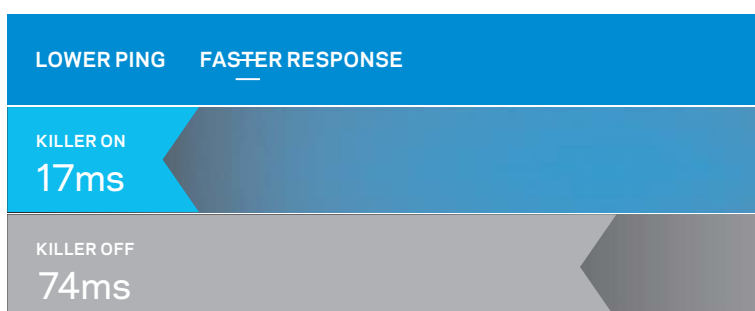 LOWER PING FASTER RESPONSE
KILLER ON
17ms
KILLER OFF
74ms